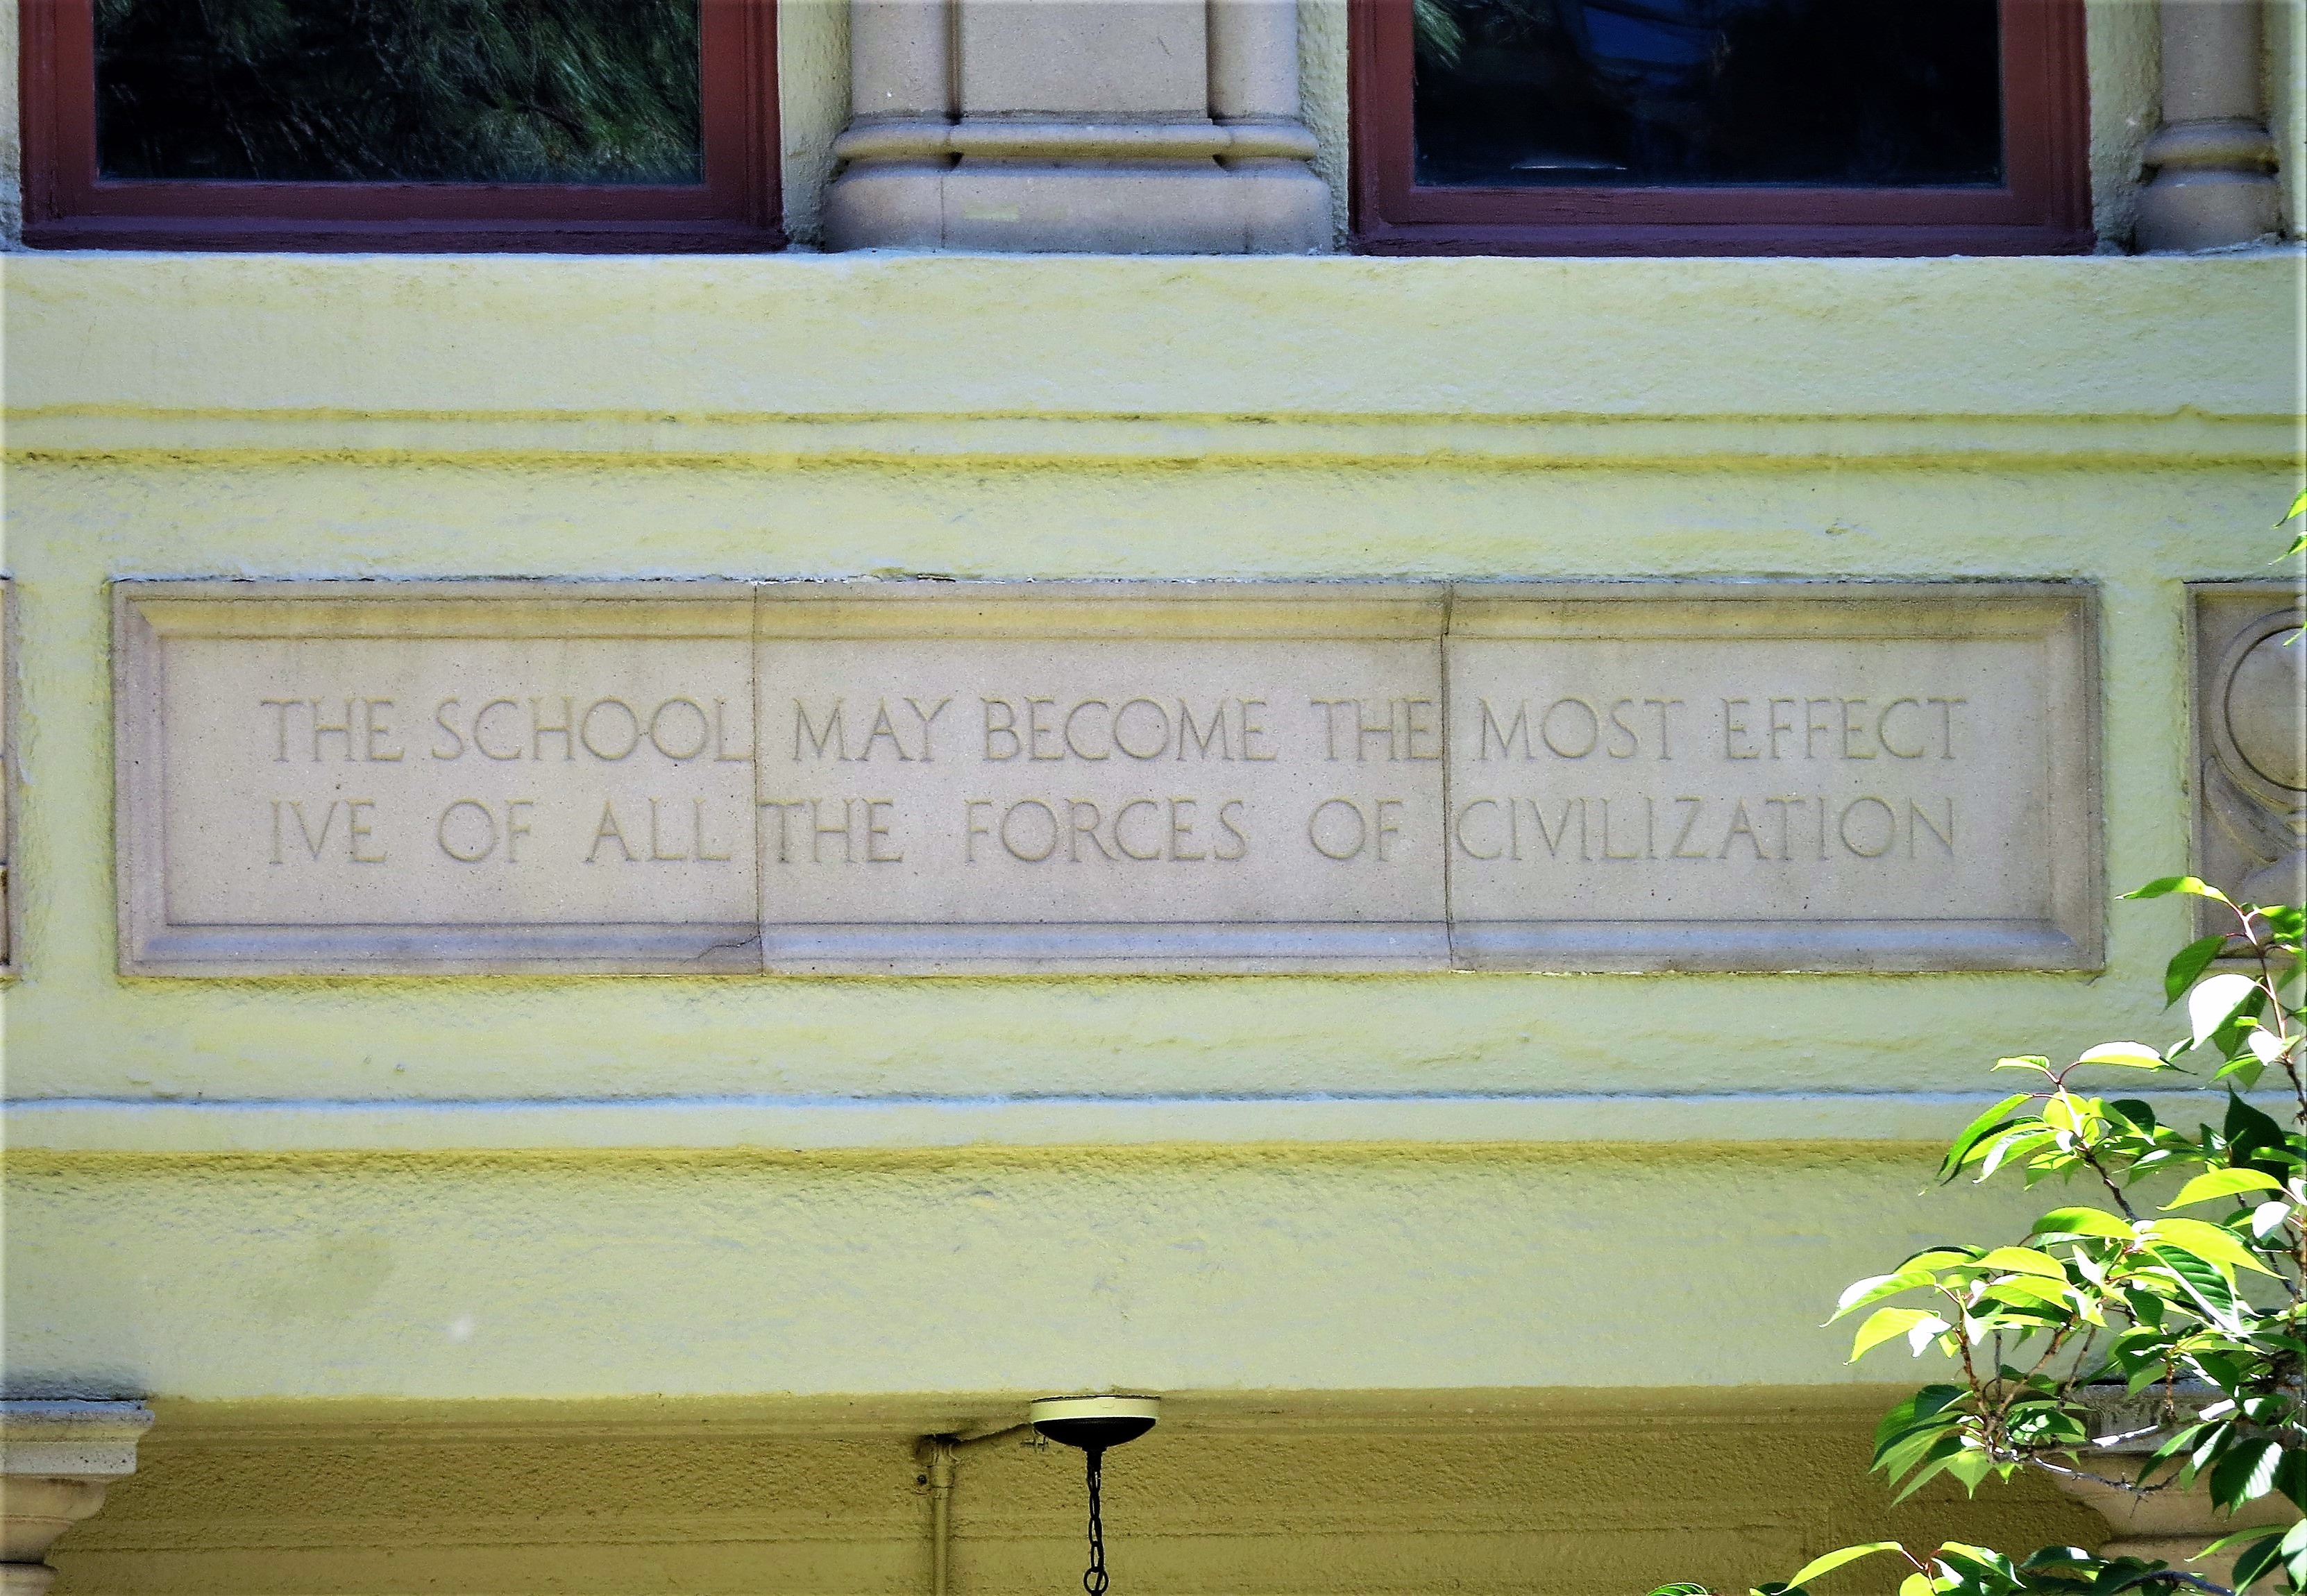 THE SCHOOL MAY BECOME THE MOST EFFECT
IVE OF ALL THE FORCES OF CIVILIZATION